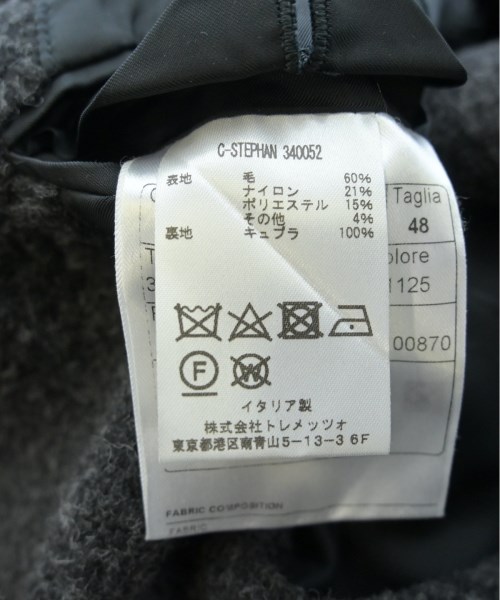 C-STEPHAN 340052
表地 毛 60%
ナイロン 21%
ポリエステル 15%
その他 4%
裏地 キュプラ 100%
Taglia
48
olore
1125
00870
F W
イタリア製
株式会社トレメッツォ
東京都港区南青山5-13-3 6F
FABRIC COMPOSITION
FABRIC